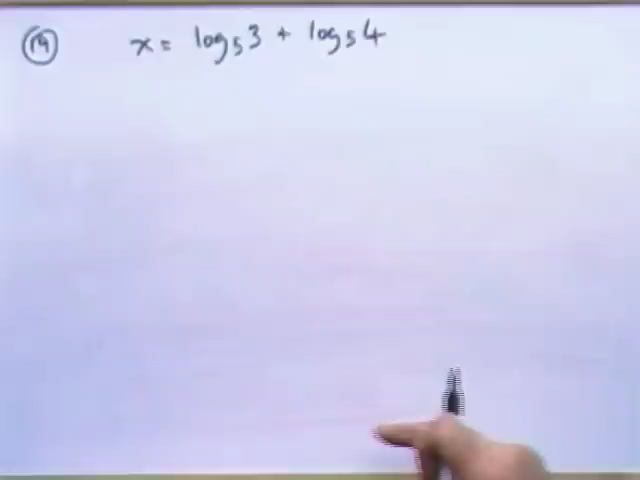 ⑲ x = log₅3 + log₅4